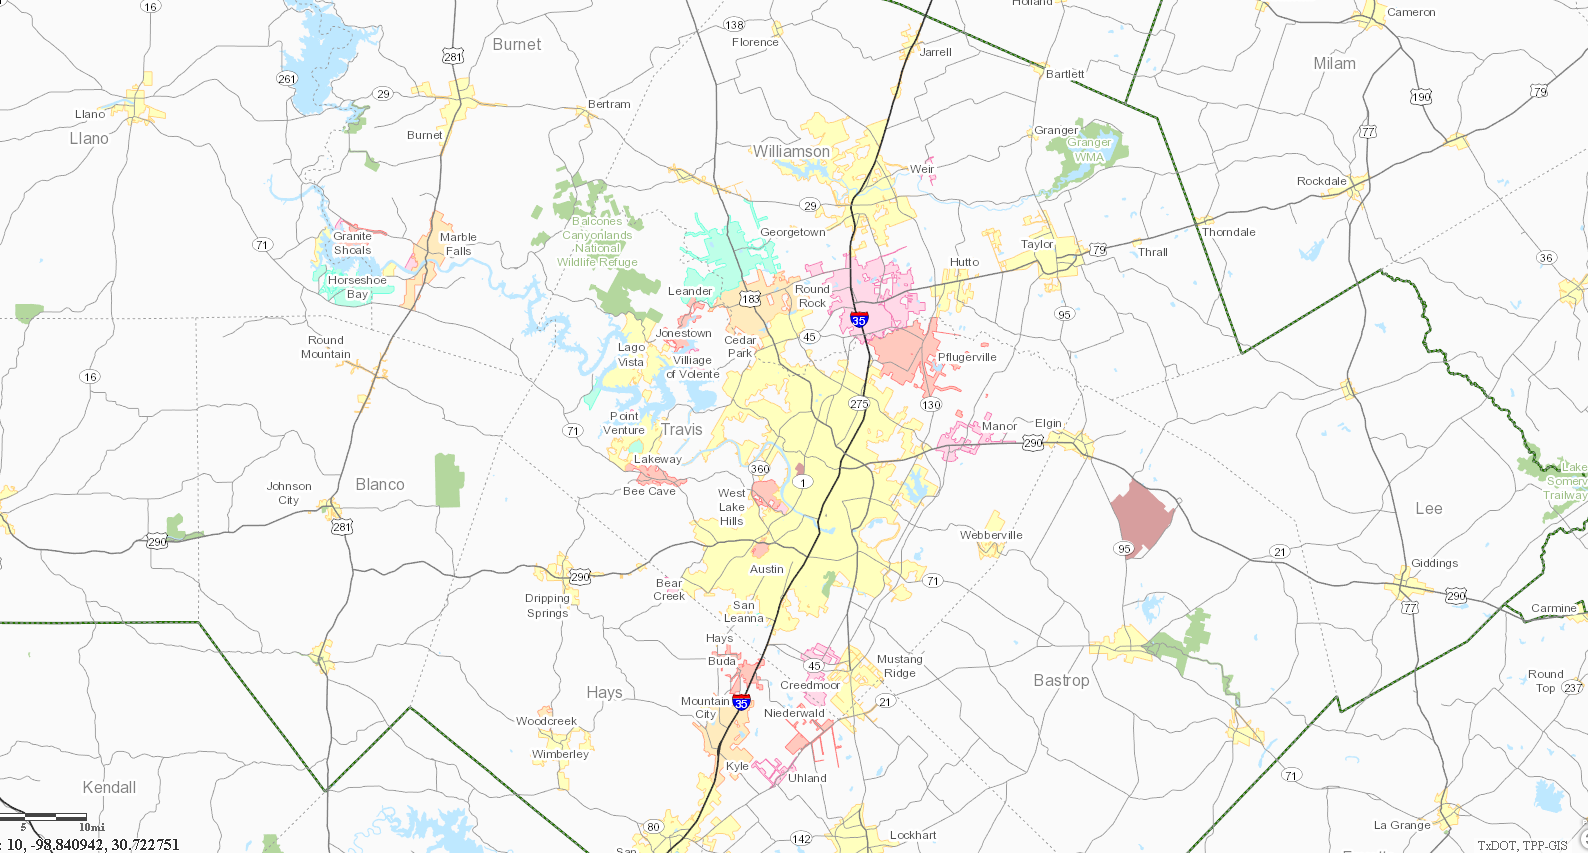 16
138
Holland
Cameron
Florence
Burnet
281
Jarrell
Milam
261
29
Bartlett
79
190
Llano
Bertram
Llano
Burnet
77
Granger
Granger
WMA
Williamson
Weir
Rockdale
29
Balcones
Canyonlands
National
Wildlife Refuge
Georgetown
Thorndale
71
Granite
Shoals
Marble
Falls
Taylor
79
Thrall
36
Hutto
Horseshoe
Bay
Leander
183
Round
Rock
35
95
Jonestown
45
Round
Mountain
Lago
Vista
Cedar
Park
Pflugerville
Villiage
of Volente
16
275
130
Point
Venture
71
Travis
Manor
Elgin
290
Lakeway
360
Lake
Somerv
Trailway
Johnson
City
Blanco
Bee Cave
1
West
Lake
Hills
Lee
281
290
Webberville
95
21
Austin
Giddings
290
71
Bear
Creek
290
77
Dripping
Springs
San
Leanna
Carmine
Hays
Buda
45
Mustang
Ridge
Bastrop
Round
Top
237
Hays
Creedmoor
Mountain
City
35
21
Niederwald
Woodcreek
Wimberley
Kyle
Uhland
71
Kendall
5
10mi
80
142
Lockhart
La Grange
: 10, -98.840942, 30.722751
San
TxDOT, TPP-GIS